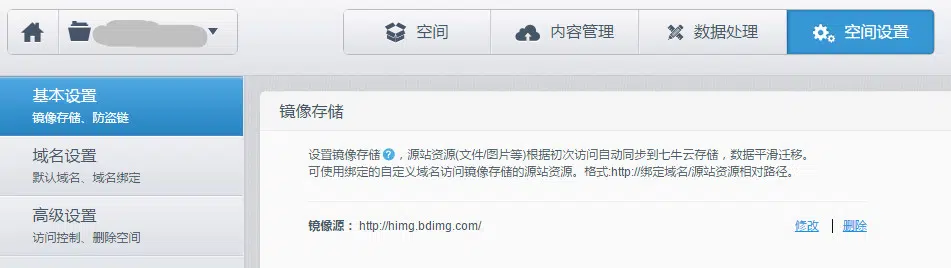 空间
内容管理
数据处理
空间设置
基本设置
镜像存储、防盗链
域名设置
默认域名、域名绑定
高级设置
访问控制、删除空间
镜像存储
设置镜像存储?，源站资源(文件/图片等)根据初次访问自动同步到七牛云存储，数据平滑迁移。
可使用绑定的自定义域名访问镜像存储的源站资源。格式:http://绑定域名/源站资源相对路径。
镜像源： http://himg.bdimg.com/ 修改 | 删除